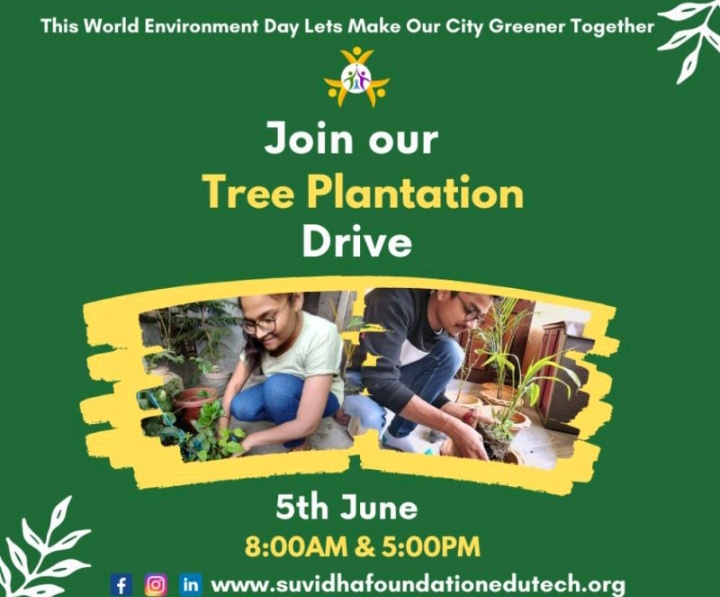 This World Environment Day Lets Make Our City Greener Together
Join our
Tree Plantation
Drive
5th June
8:00AM & 5:00PM
www.suvidhafoundationedutech.org